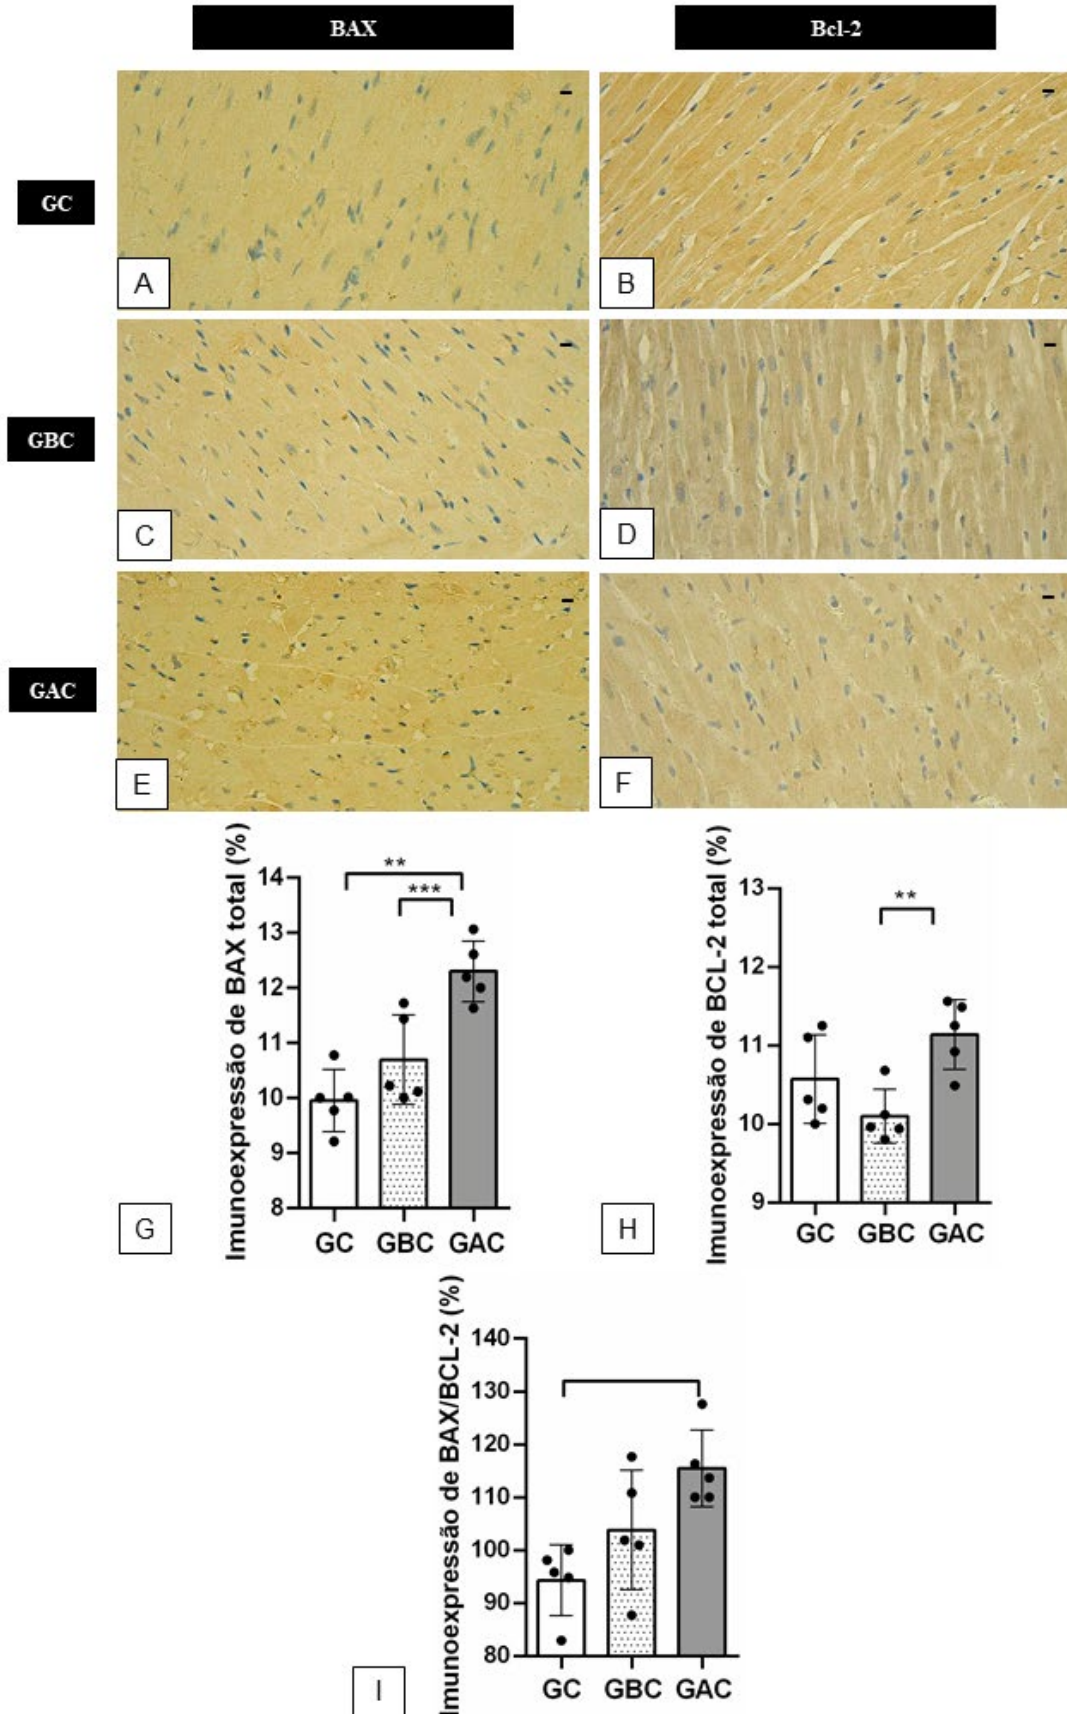 BAX
Bcl-2
GC
A
B
GBC
C
D
GAC
E
F
Imunoexpressão de BAX total (%)
14
13
12
11
10
9
8
**
***
GC GBC GAC
G
Imunoexpressão de BCL-2 total (%)
13
12
11
10
9
**
GC GBC GAC
H
Imunoexpressão de BAX/BCL-2 (%)
140
130
120
110
100
90
80
GC GBC GAC
I